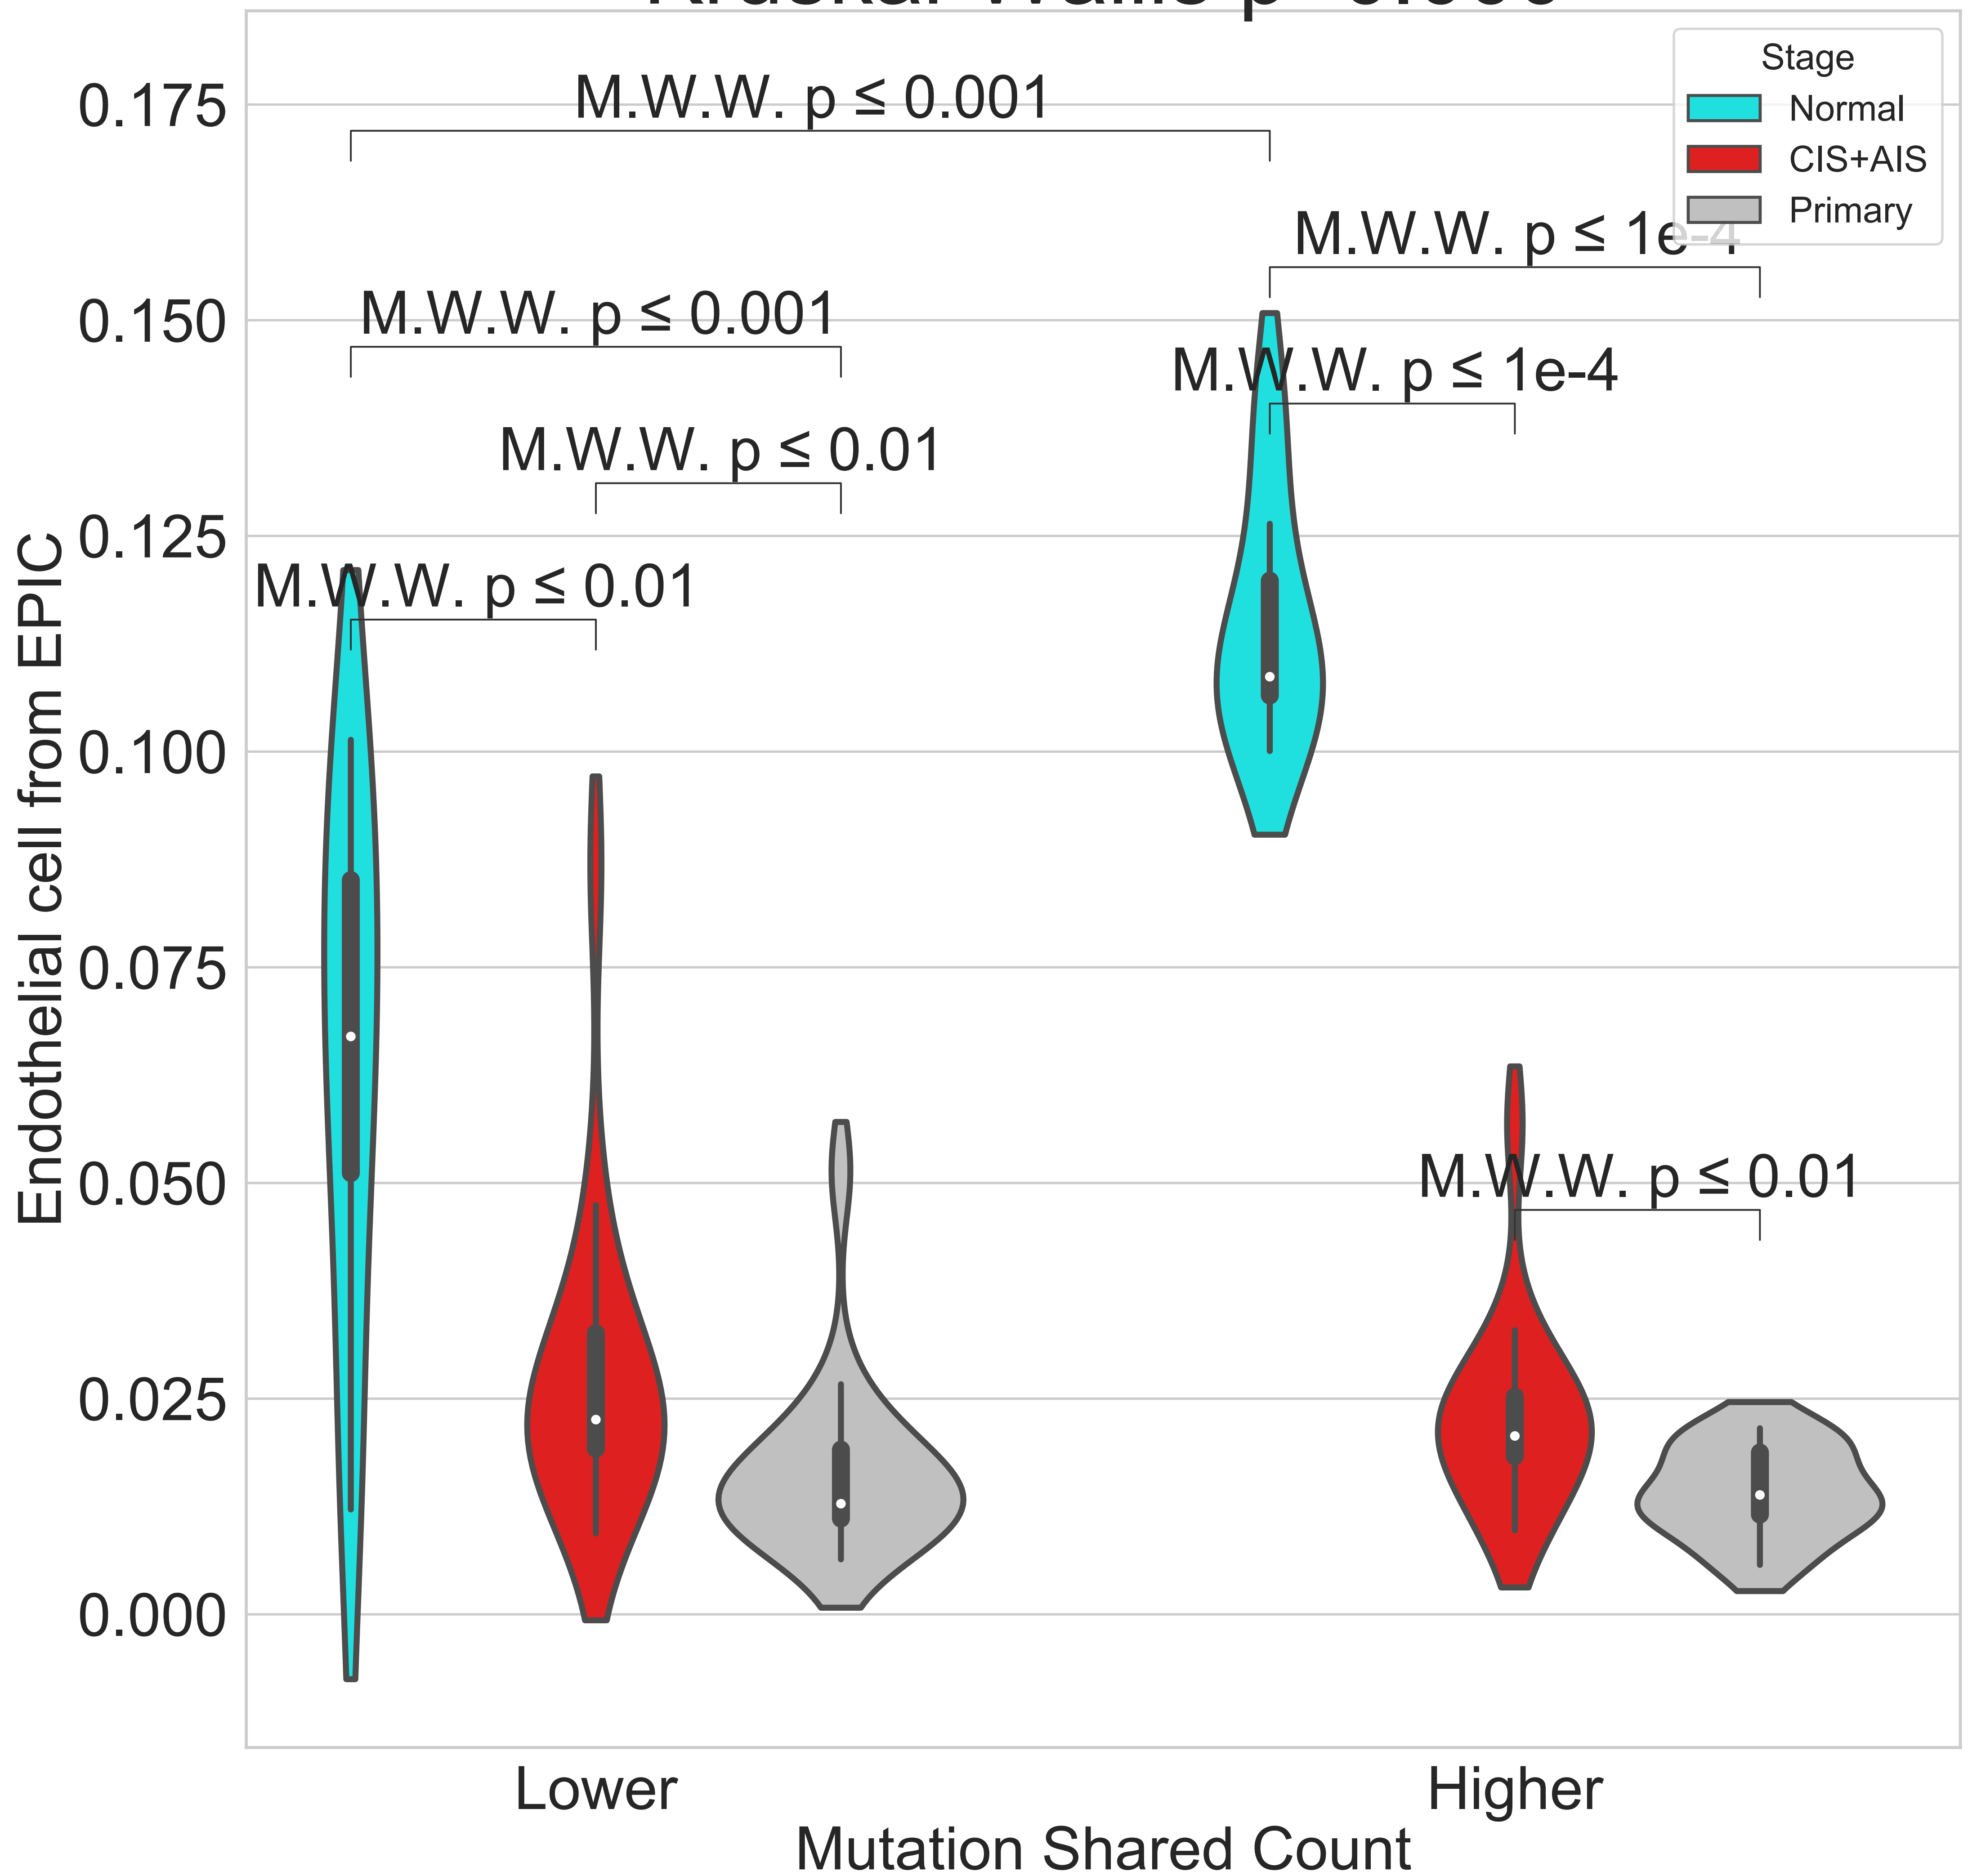 Stage
Normal
CIS+AIS
Primary
0.175
0.150
0.125
0.100
0.075
0.050
0.025
0.000
Endothelial cell from EPIC
M.W.W. p ≤ 0.001
M.W.W. p ≤ 1e-4
M.W.W. p ≤ 0.001
M.W.W. p ≤ 1e-4
M.W.W. p ≤ 0.01
M.W.W. p ≤ 0.01
M.W.W. p ≤ 0.01
Lower
Higher
Mutation Shared Count